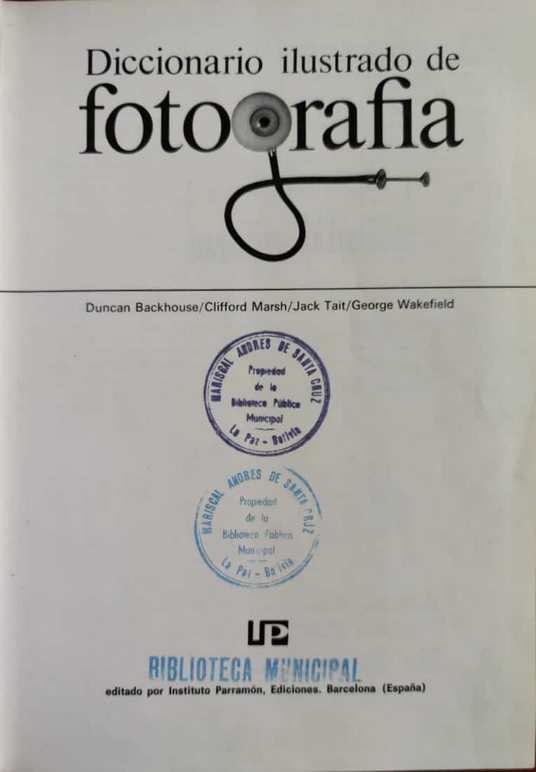 Diccionario ilustrado de
fotografia
Duncan Backhouse/Clifford Marsh/Jack Tait/George Wakefield
MARISCAL ANDRES DE SANTA CRUZ
Propiedad
de la
Biblioteca Pública
Municipal
La Paz - Bolivia
MARISCAL ANDRES DE SANTA CRUZ
Propiedad
de la
Biblioteca Pública
Municipal
La Paz - Bolivia
BIBLIOTECA MUNICIPAL
editado por Instituto Parramón, Ediciones. Barcelona (España)